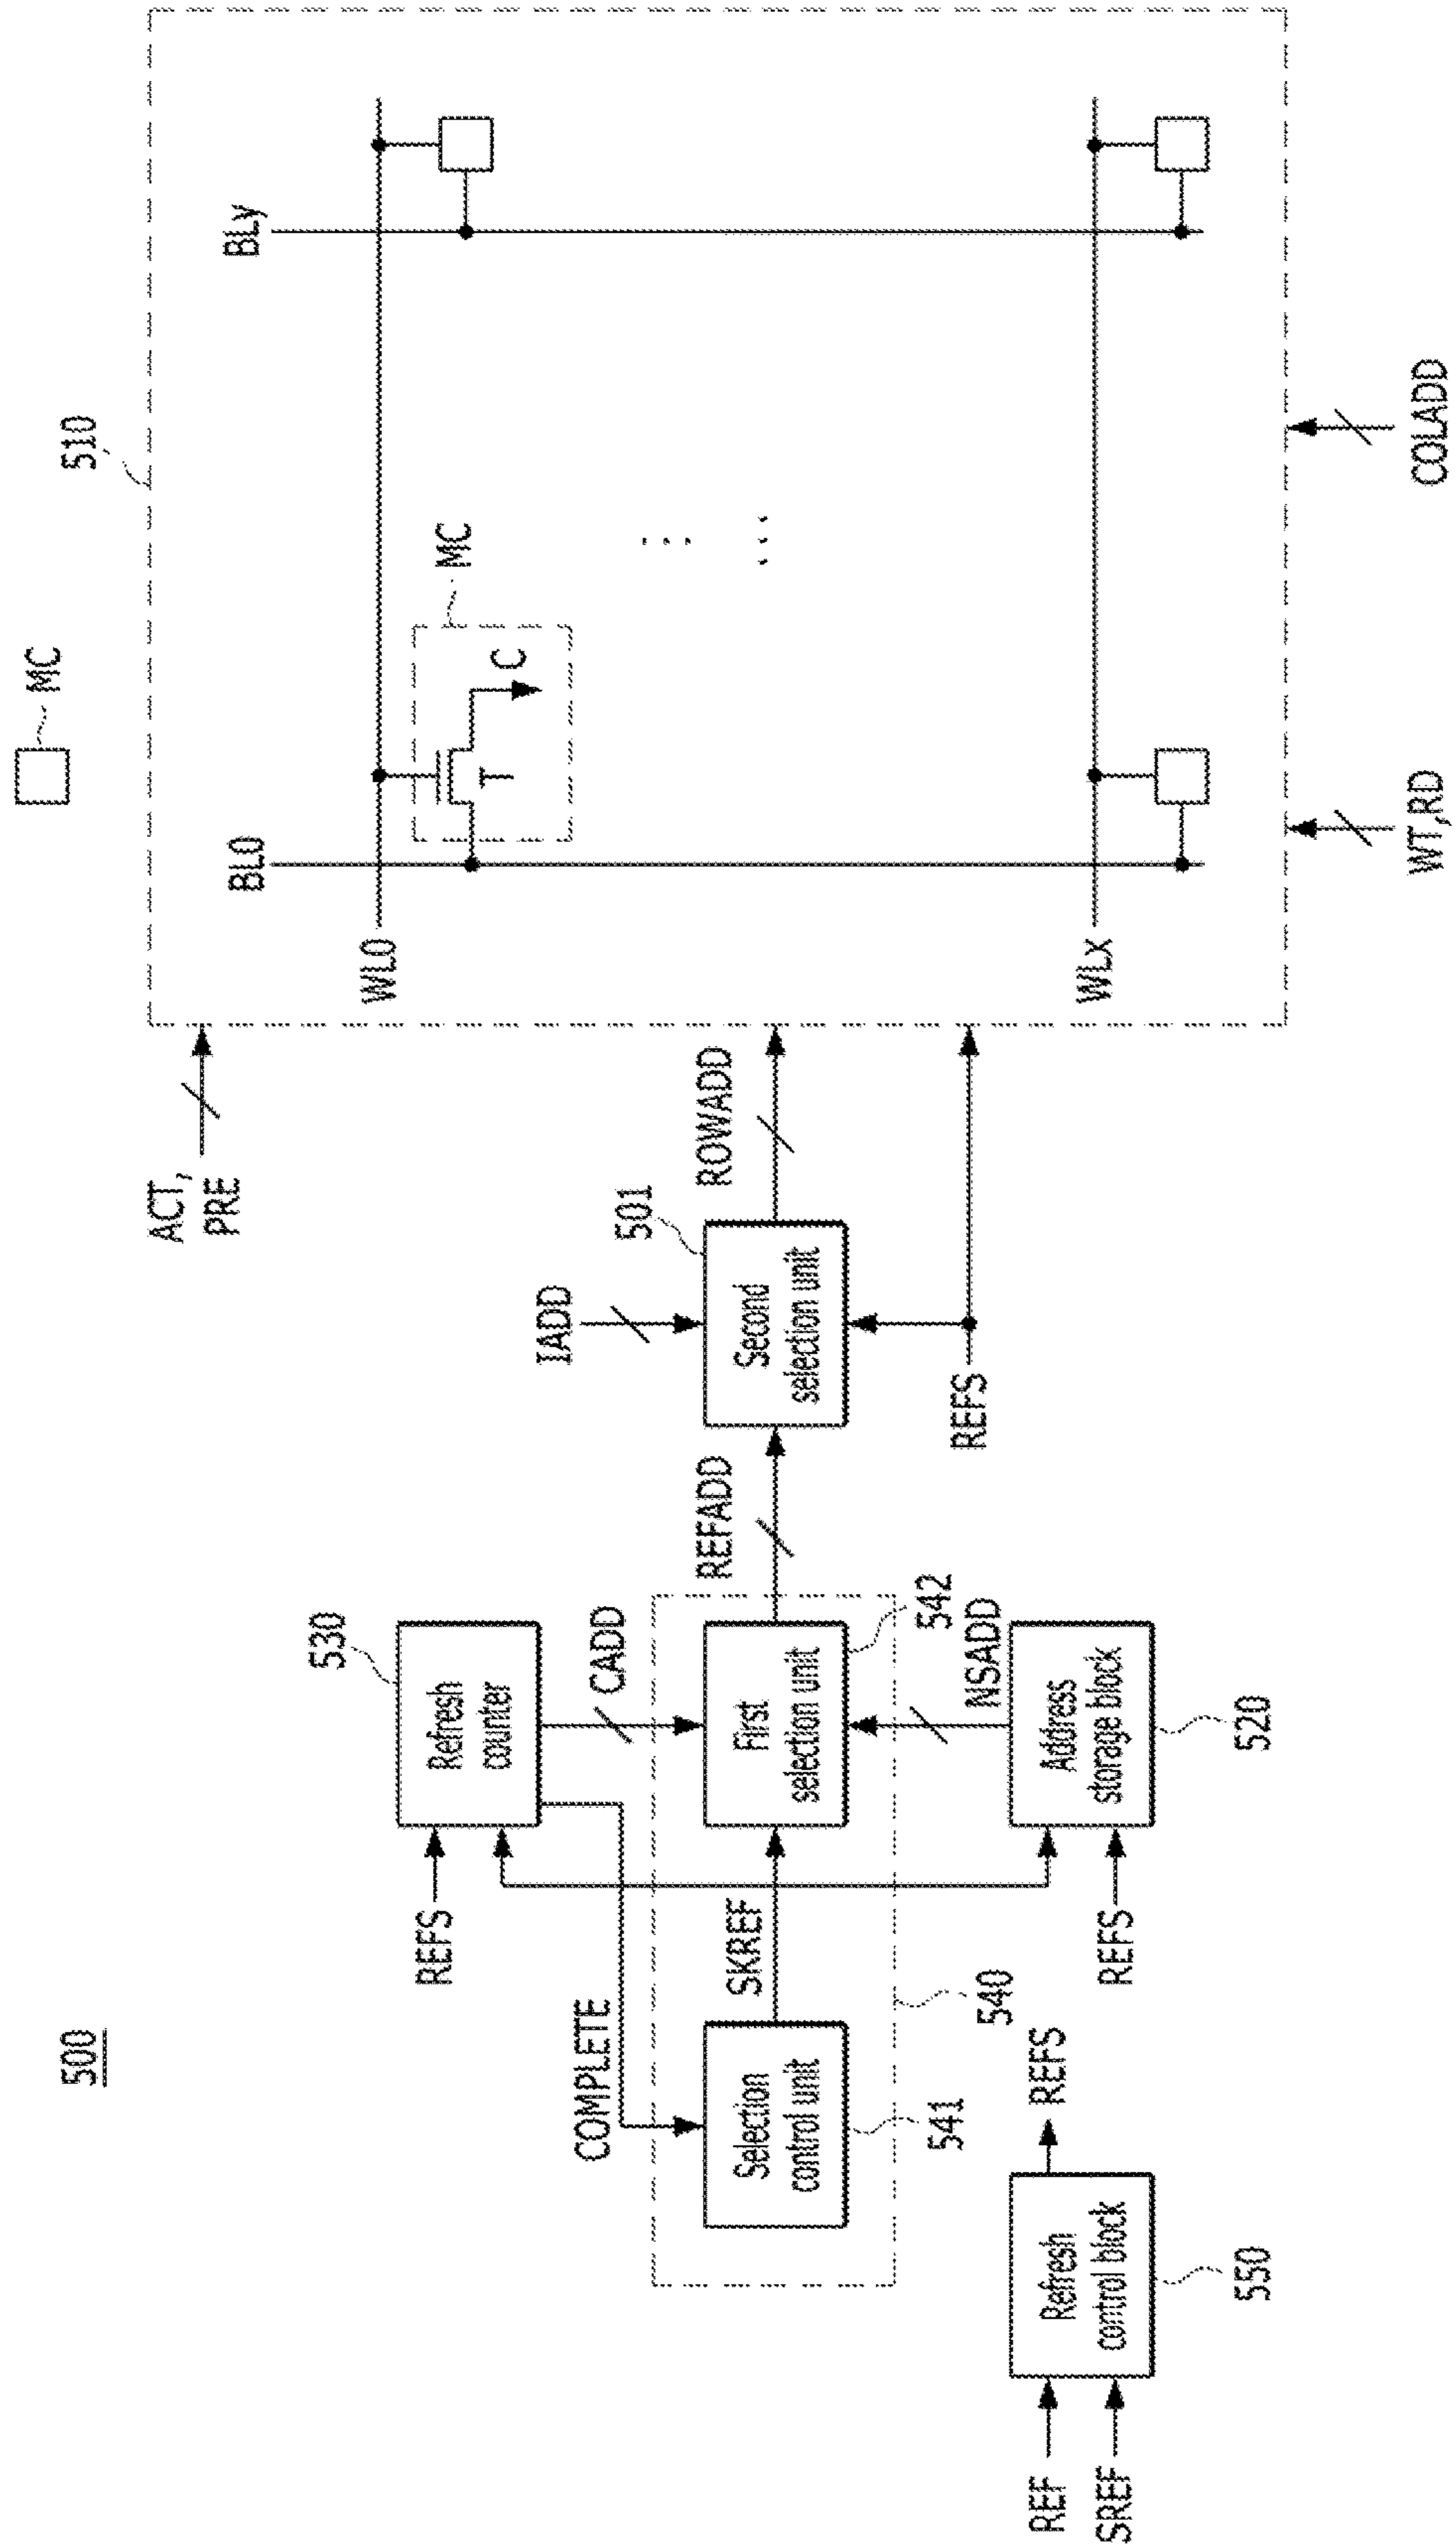 500
MC
510
ACT,
PRE
BL0
BLy
WL0
MC
T
C
WLx
530
REFS
Refresh
counter
COMPLETE
CADD
IADD
501
Selection
control unit
541
SKREF
First
selection unit
542
REFADD
Second
selection unit
ROWADD
540
NSADD
REFS
REFS
Address
storage block
520
REF
SREF
Refresh
control block
550
REFS
WT,RD
COLADD